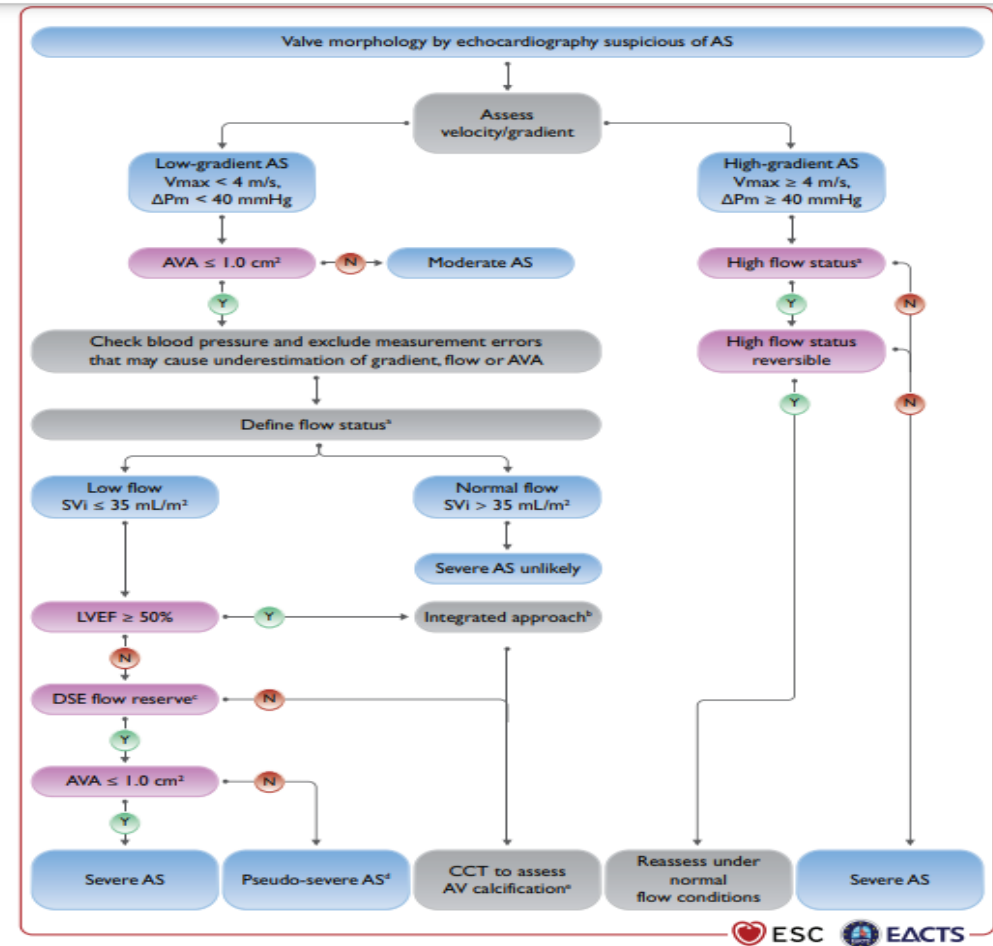 Valve morphology by echocardiography suspicious of AS
Assess
velocity/gradient
Low-gradient AS
Vmax < 4 m/s,
ΔPm < 40 mmHg
High-gradient AS
Vmax ≥ 4 m/s,
ΔPm ≥ 40 mmHg
AVA ≤ 1.0 cm²
N
Moderate AS
High flow statusᵃ
Y
Y
N
Check blood pressure and exclude measurement errors
that may cause underestimation of gradient, flow or AVA
High flow status
reversible
Define flow statusᵃ
Y
N
Low flow
SVi ≤ 35 mL/m²
Normal flow
SVi > 35 mL/m²
Severe AS unlikely
LVEF ≥ 50%
Y
Integrated approachᵇ
N
DSE flow reserveᶜ
N
Y
AVA ≤ 1.0 cm²
N
Y
Severe AS
Pseudo-severe ASᵈ
CCT to assess
AV calcificationᵉ
Reassess under
normal
flow conditions
Severe AS
ESC
EACTS